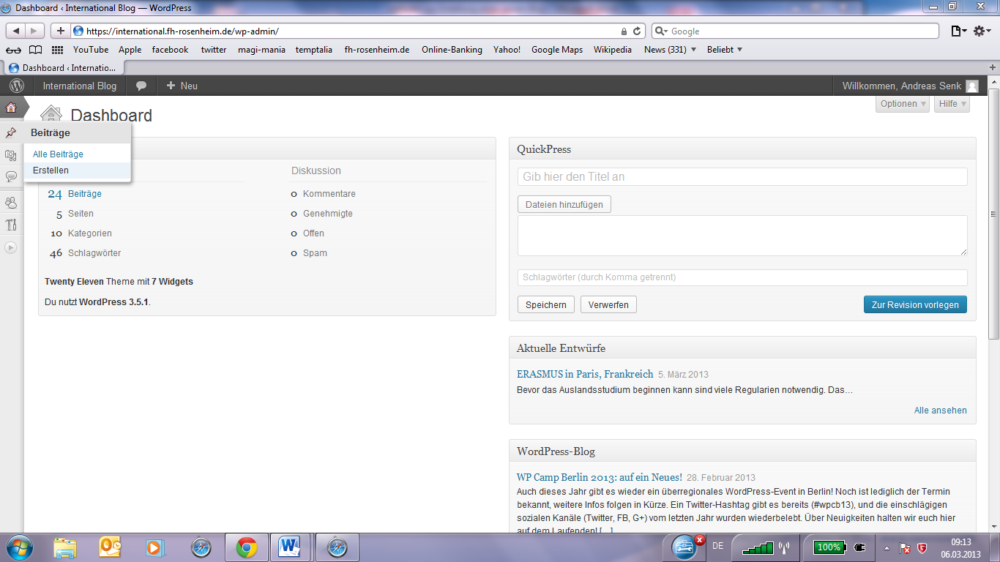 Dashboard ‹ International Blog — WordPress
https://international.fh-rosenheim.de/wp-admin/
Google
YouTube Apple facebook twitter magi-mania temptalia fh-rosenheim.de Online-Banking Yahoo! Google Maps Wikipedia News (331) Beliebt
Dashboard ‹ Internatio...
International Blog Neu Willkommen, Andreas Senk
Optionen Hilfe
Dashboard
Beiträge
Alle Beiträge
Erstellen
Diskussion
24 Beiträge 0 Kommentare
5 Seiten 0 Genehmigte
10 Kategorien 0 Offen
46 Schlagwörter 0 Spam
Twenty Eleven Theme mit 7 Widgets
Du nutzt WordPress 3.5.1.
QuickPress
Gib hier den Titel an
Dateien hinzufügen
Schlagwörter (durch Komma getrennt)
Speichern Verwerfen Zur Revision vorlegen
Aktuelle Entwürfe
ERASMUS in Paris, Frankreich 5. März 2013
Bevor das Auslandsstudium beginnen kann sind viele Regularien notwendig. Das…
Alle ansehen
WordPress-Blog
WP Camp Berlin 2013: auf ein Neues! 28. Februar 2013
Auch dieses Jahr gibt es wieder ein überregionales WordPress-Event in Berlin! Noch ist lediglich der Termin
bekannt, weitere Infos folgen in Kürze. Ein Twitter-Hashtag gibt es bereits (#wpcb13), und die einschlägigen
sozialen Kanäle (Twitter, FB, G+) vom letzten Jahr wurden wiederbelebt. Über Neuigkeiten halten wir euch hier
auf dem Laufenden! […]
DE
100%
09:13
06.03.2013